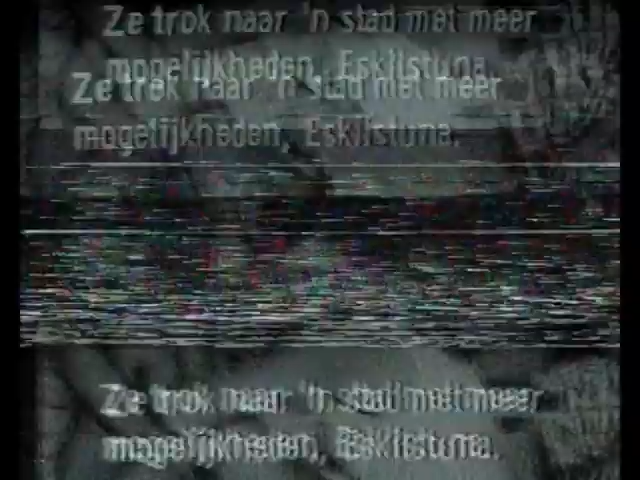 Ze trok naar 'n stad met meer
mogelijkheden, Eskilstuna.
Ze trok naar 'n stad met meer
mogelijkheden, Eskilstuna.
Ze trok naar 'n stad met meer
mogelijkheden, Eskilstuna.